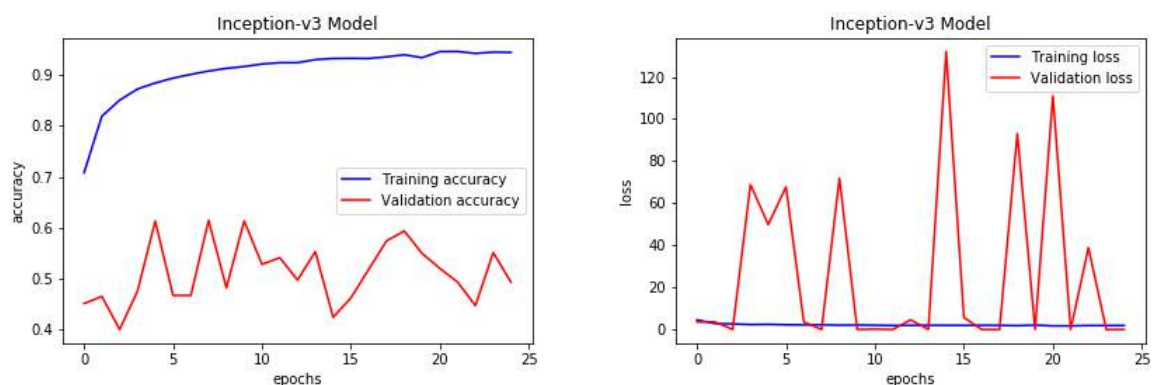 Inception-v3 Model
0.9
0.8
0.7
0.6
0.5
0.4
accuracy
Training accuracy
Validation accuracy
0 5 10 15 20 25
epochs
Inception-v3 Model
120
100
80
60
40
20
0
loss
Training loss
Validation loss
0 5 10 15 20 25
epochs